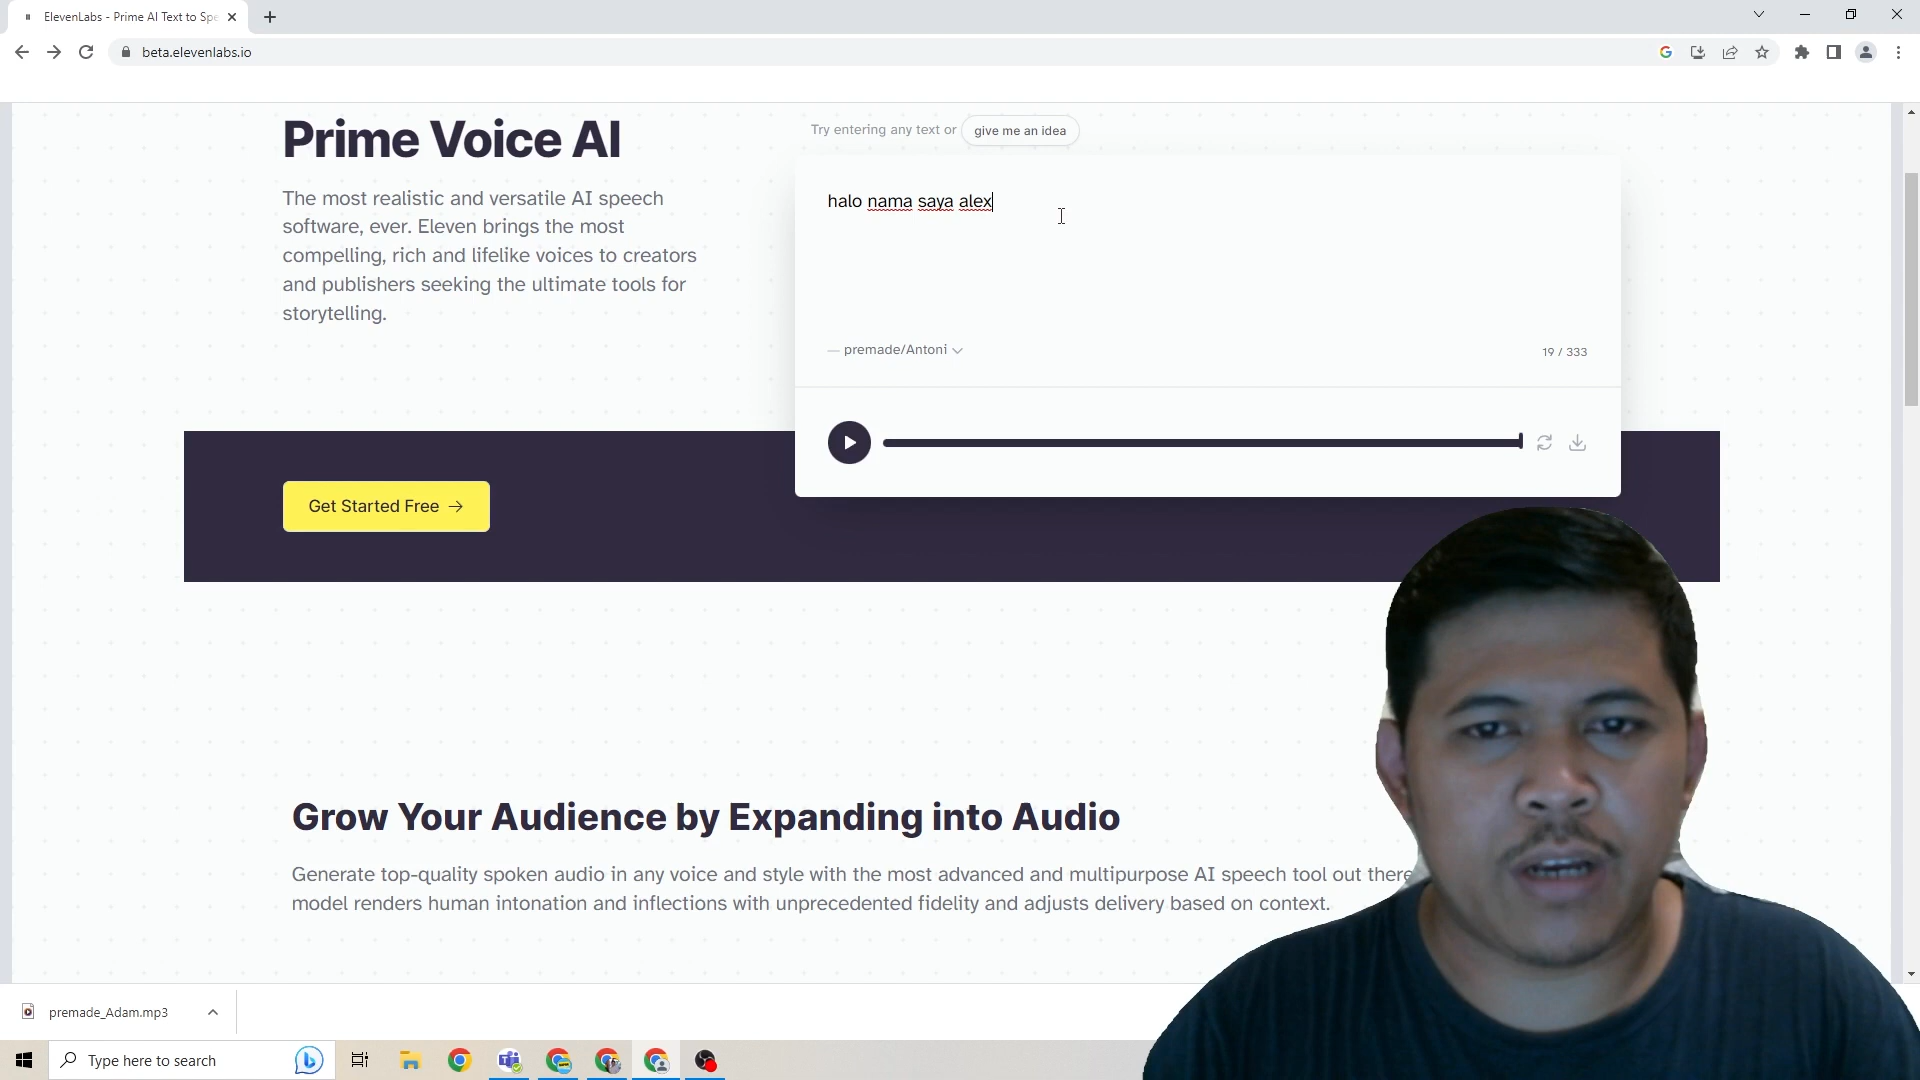 ElevenLabs - Prime AI Text to Spe
beta.elevenlabs.io
Prime Voice AI
The most realistic and versatile AI speech
software, ever. Eleven brings the most
compelling, rich and lifelike voices to creators
and publishers seeking the ultimate tools for
storytelling.
Try entering any text or give me an idea
halo nama saya alex
— premade/Antoni
19 / 333
Get Started Free →
Grow Your Audience by Expanding into Audio
Generate top-quality spoken audio in any voice and style with the most advanced and multipurpose AI speech tool out there
model renders human intonation and inflections with unprecedented fidelity and adjusts delivery based on context.
premade_Adam.mp3
Type here to search